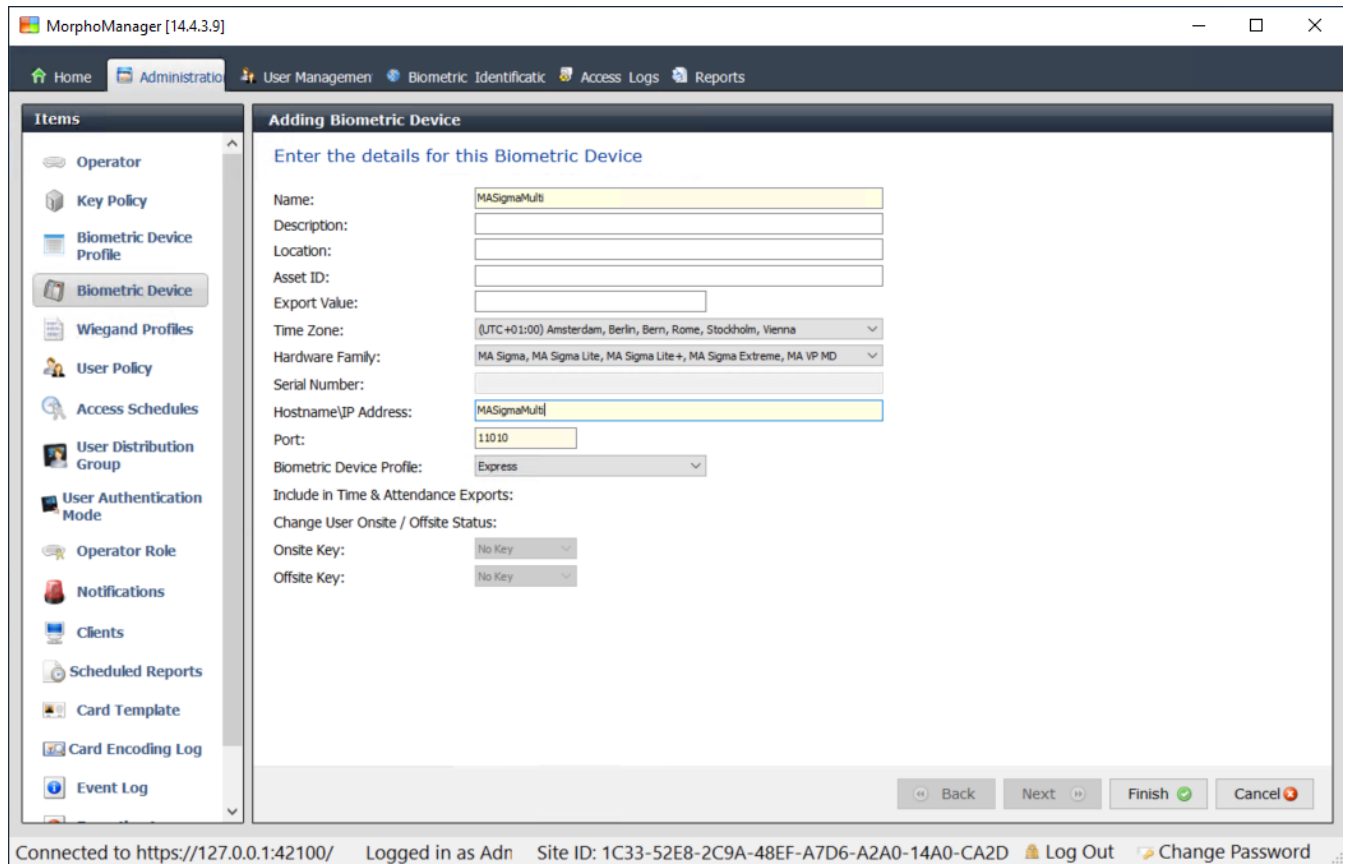 MorphoManager [14.4.3.9]
Home Administratio User Managemen Biometric Identificatic Access Logs Reports
Items
Operator
Key Policy
Biometric Device
Profile
Biometric Device
Wiegand Profiles
User Policy
Access Schedules
User Distribution
Group
User Authentication
Mode
Operator Role
Notifications
Clients
Scheduled Reports
Card Template
Card Encoding Log
Event Log
Adding Biometric Device
Enter the details for this Biometric Device
Name: MASigmaMulti
Description:
Location:
Asset ID:
Export Value:
Time Zone: (UTC+01:00) Amsterdam, Berlin, Bern, Rome, Stockholm, Vienna
Hardware Family: MA Sigma, MA Sigma Lite, MA Sigma Lite+, MA Sigma Extreme, MA VP MD
Serial Number:
Hostname\IP Address: MASigmaMulti
Port: 11010
Biometric Device Profile: Express
Include in Time & Attendance Exports:
Change User Onsite / Offsite Status:
Onsite Key: No Key
Offsite Key: No Key
Back Next Finish Cancel
Connected to https://127.0.0.1:42100/ Logged in as Adn Site ID: 1C33-52E8-2C9A-48EF-A7D6-A2A0-14A0-CA2D Log Out Change Password